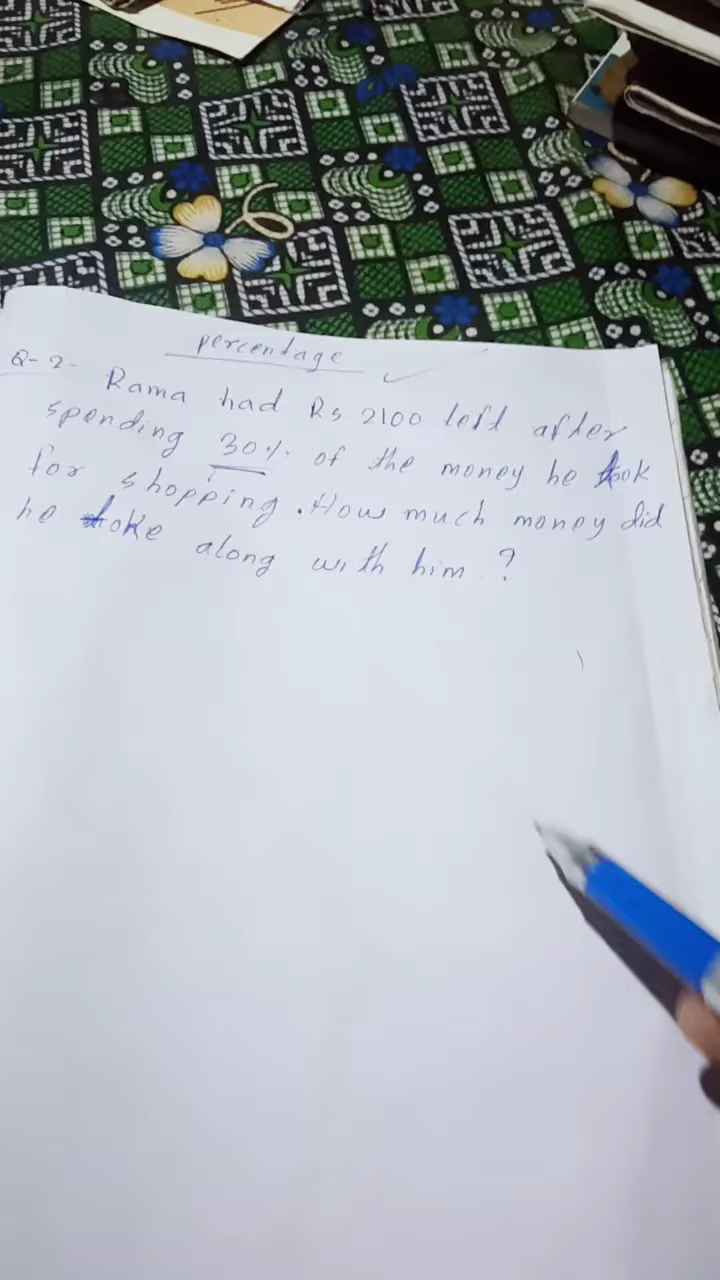 percentage
Q-2- Rama had Rs 2100 left after
spending 30% of the money he took
for shopping. How much money did
he toke along with him ?